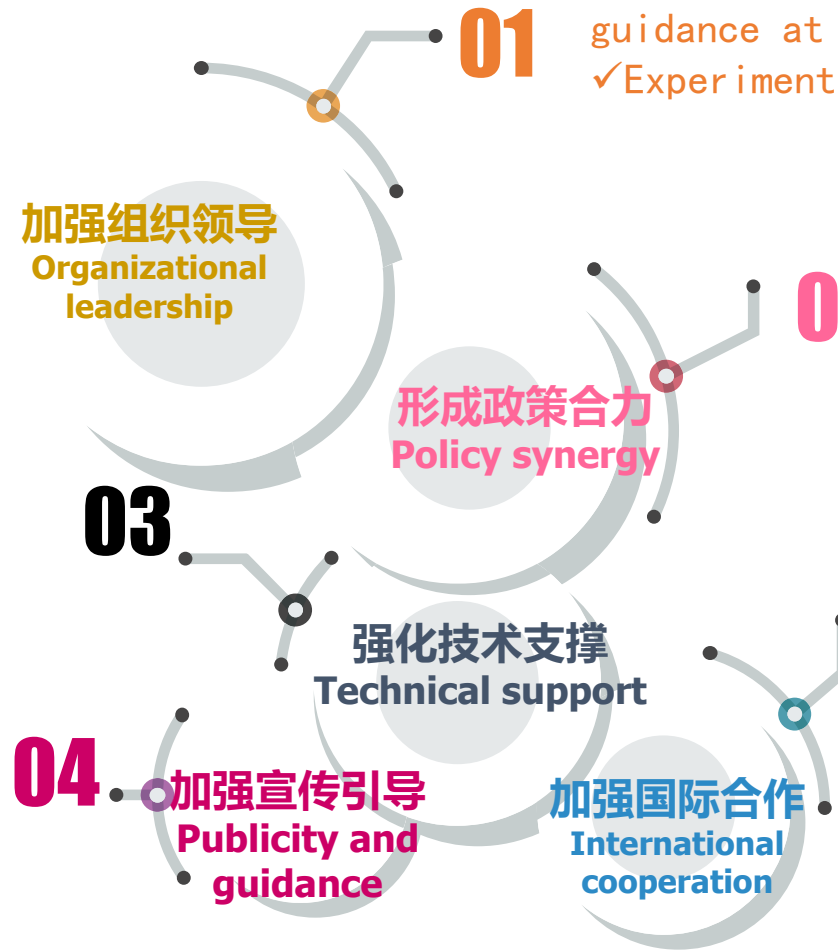 01
guidance at
✓Experiment
加强组织领导
Organizational
leadership
0
形成政策合力
Policy synergy
03
强化技术支撑
Technical support
04
加强宣传引导
Publicity and
guidance
加强国际合作
International
cooperation